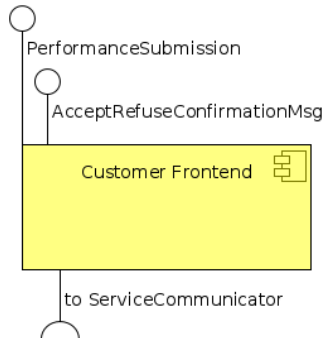 PerformanceSubmission
AcceptRefuseConfirmationMsg
Customer Frontend
to ServiceCommunicator